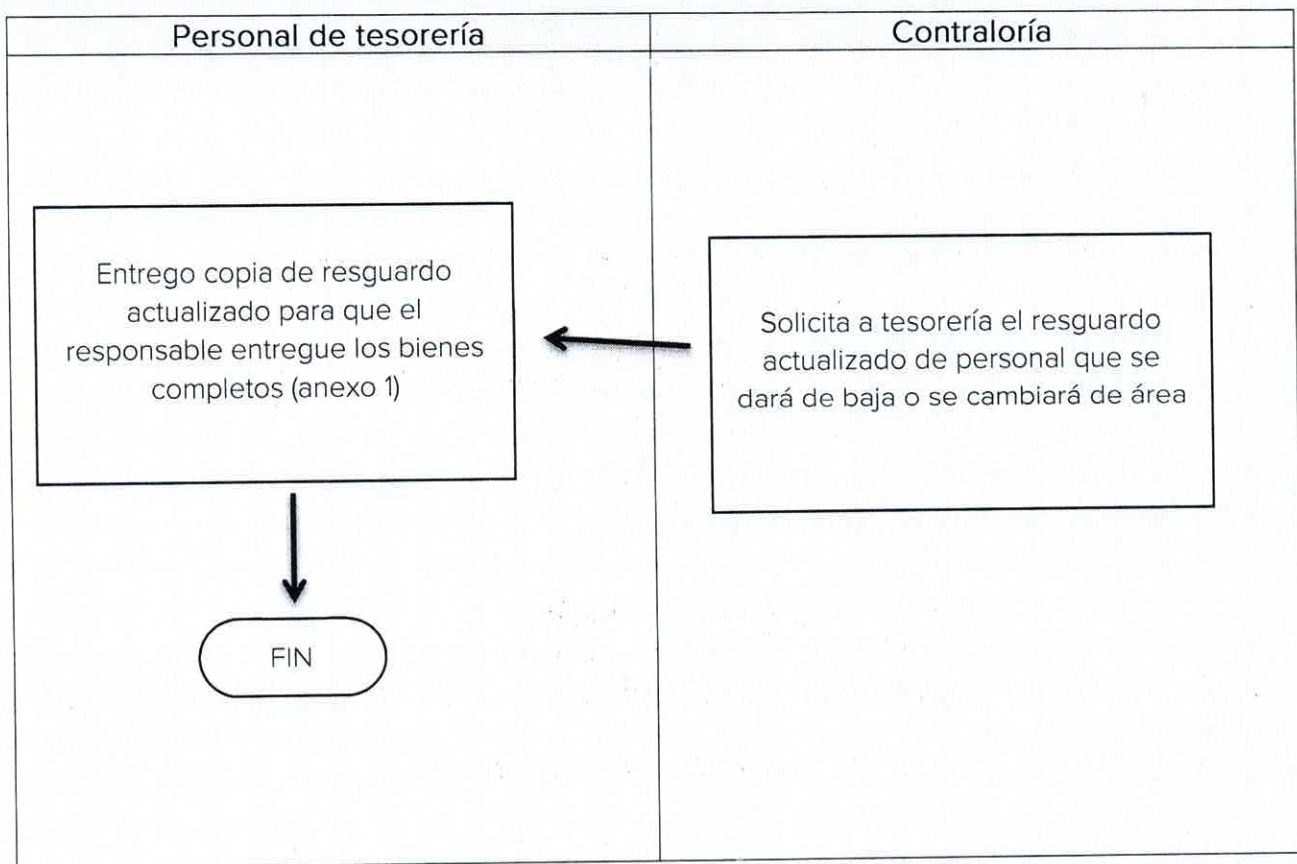 Personal de tesorería
Contraloría
Entrego copia de resguardo
actualizado para que el
responsable entregue los bienes
completos (anexo 1)
Solicita a tesorería el resguardo
actualizado de personal que se
dará de baja o se cambiará de área
FIN